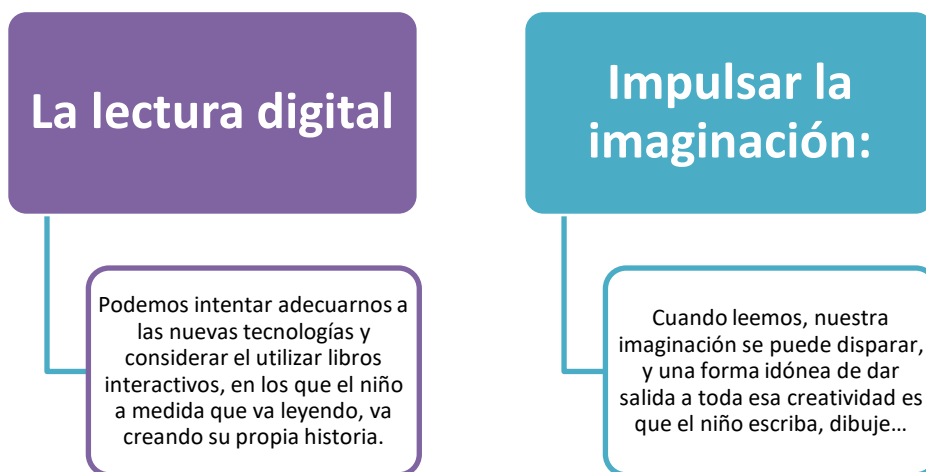 La lectura digital
Podemos intentar adecuarnos a
las nuevas tecnologías y
considerar el utilizar libros
interactivos, en los que el niño
a medida que va leyendo, va
creando su propia historia.
Impulsar la
imaginación:
Cuando leemos, nuestra
imaginación se puede disparar,
y una forma idónea de dar
salida a toda esa creatividad es
que el niño escriba, dibuje…